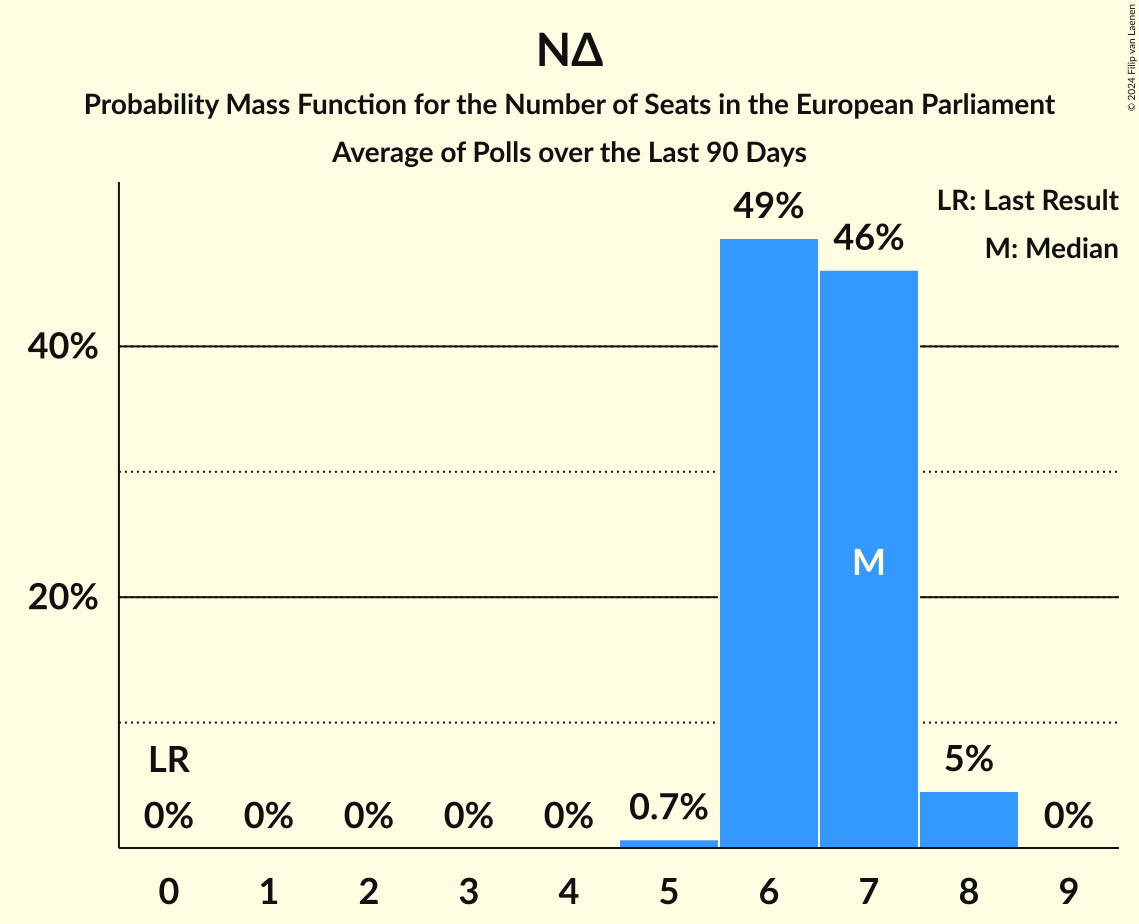 © 2024 Filip van Laenen
ΝΔ
Probability Mass Function for the Number of Seats in the European Parliament
Average of Polls over the Last 90 Days
LR: Last Result
M: Median
49%
46%
40%
M
20%
LR
5%
0% 0% 0% 0% 0% 0.7% 0%
0 1 2 3 4 5 6 7 8 9